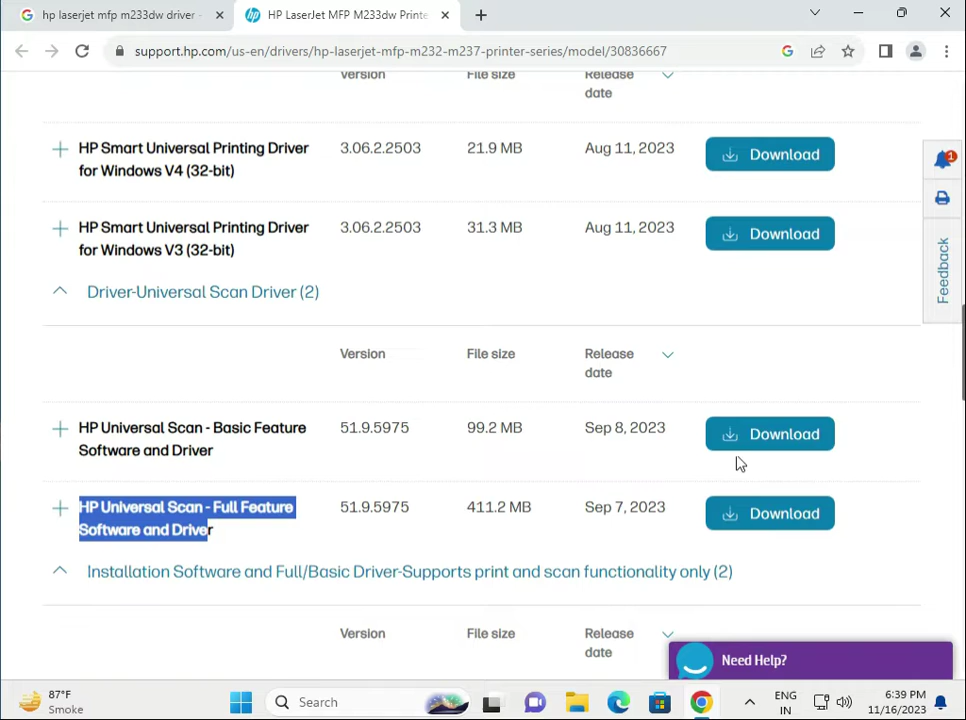 hp laserjet mfp m233dw driver -
HP LaserJet MFP M233dw Printe
support.hp.com/us-en/drivers/hp-laserjet-mfp-m232-m237-printer-series/model/30836667
Version File size Release date
HP Smart Universal Printing Driver for Windows V4 (32-bit) 3.06.2.2503 21.9 MB Aug 11, 2023 Download
HP Smart Universal Printing Driver for Windows V3 (32-bit) 3.06.2.2503 31.3 MB Aug 11, 2023 Download
1
Feedback
Driver-Universal Scan Driver (2)
Version File size Release date
HP Universal Scan - Basic Feature Software and Driver 51.9.5975 99.2 MB Sep 8, 2023 Download
HP Universal Scan - Full Feature Software and Driver 51.9.5975 411.2 MB Sep 7, 2023 Download
Installation Software and Full/Basic Driver-Supports print and scan functionality only (2)
Version File size Release date
Need Help?
87°F
Smoke
Search
ENG
IN
6:39 PM
11/16/2023